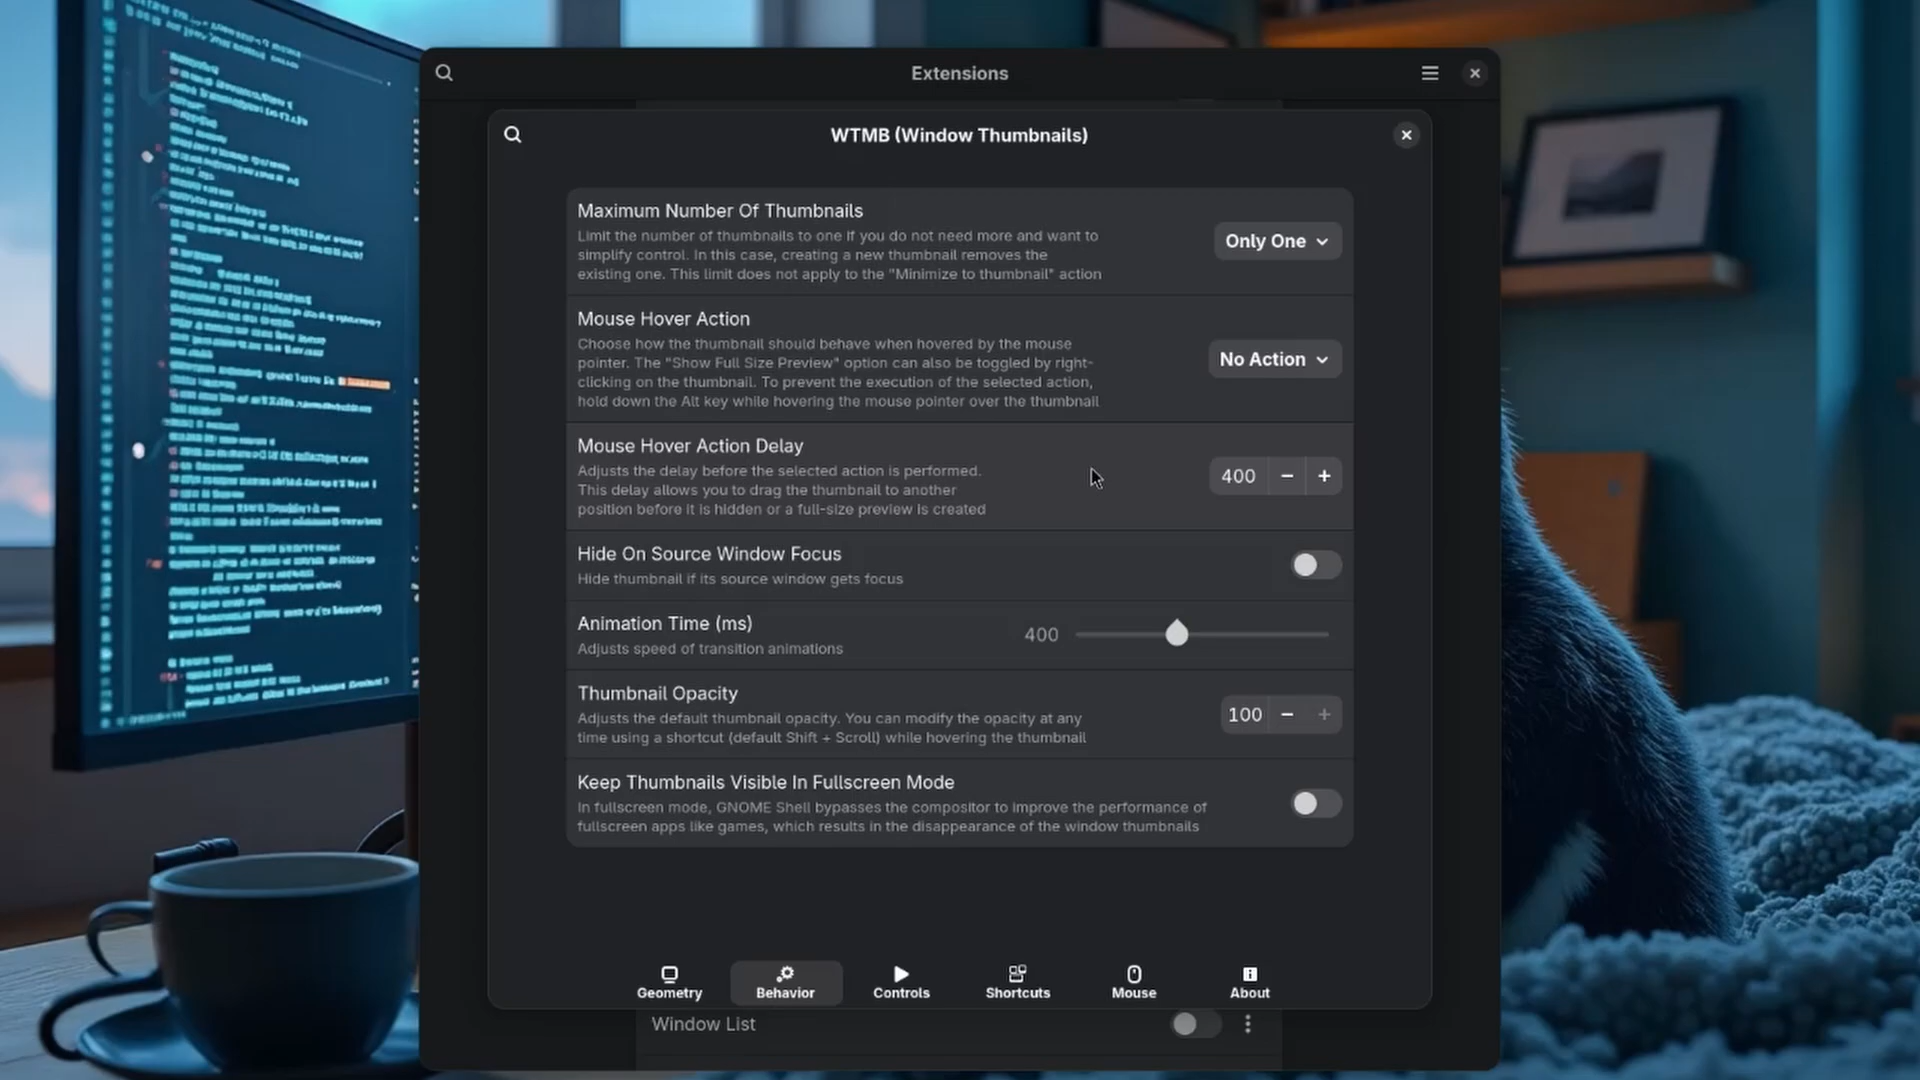 Extensions
WTMB (Window Thumbnails)
Maximum Number Of Thumbnails
Limit the number of thumbnails to one if you do not need more and want to
simplify control. In this case, creating a new thumbnail removes the
existing one. This limit does not apply to the "Minimize to thumbnail" action
Only One
Mouse Hover Action
Choose how the thumbnail should behave when hovered by the mouse
pointer. The "Show Full Size Preview" option can also be toggled by right-
clicking on the thumbnail. To prevent the execution of the selected action,
hold down the Alt key while hovering the mouse pointer over the thumbnail
No Action
Mouse Hover Action Delay
Adjusts the delay before the selected action is performed.
This delay allows you to drag the thumbnail to another
position before it is hidden or a full-size preview is created
400
Hide On Source Window Focus
Hide thumbnail if its source window gets focus
Animation Time (ms)
Adjusts speed of transition animations
400
Thumbnail Opacity
Adjusts the default thumbnail opacity. You can modify the opacity at any
time using a shortcut (default Shift + Scroll) while hovering the thumbnail
100
Keep Thumbnails Visible In Fullscreen Mode
In fullscreen mode, GNOME Shell bypasses the compositor to improve the performance of
fullscreen apps like games, which results in the disappearance of the window thumbnails
Geometry
Behavior
Controls
Shortcuts
Mouse
About
Window List